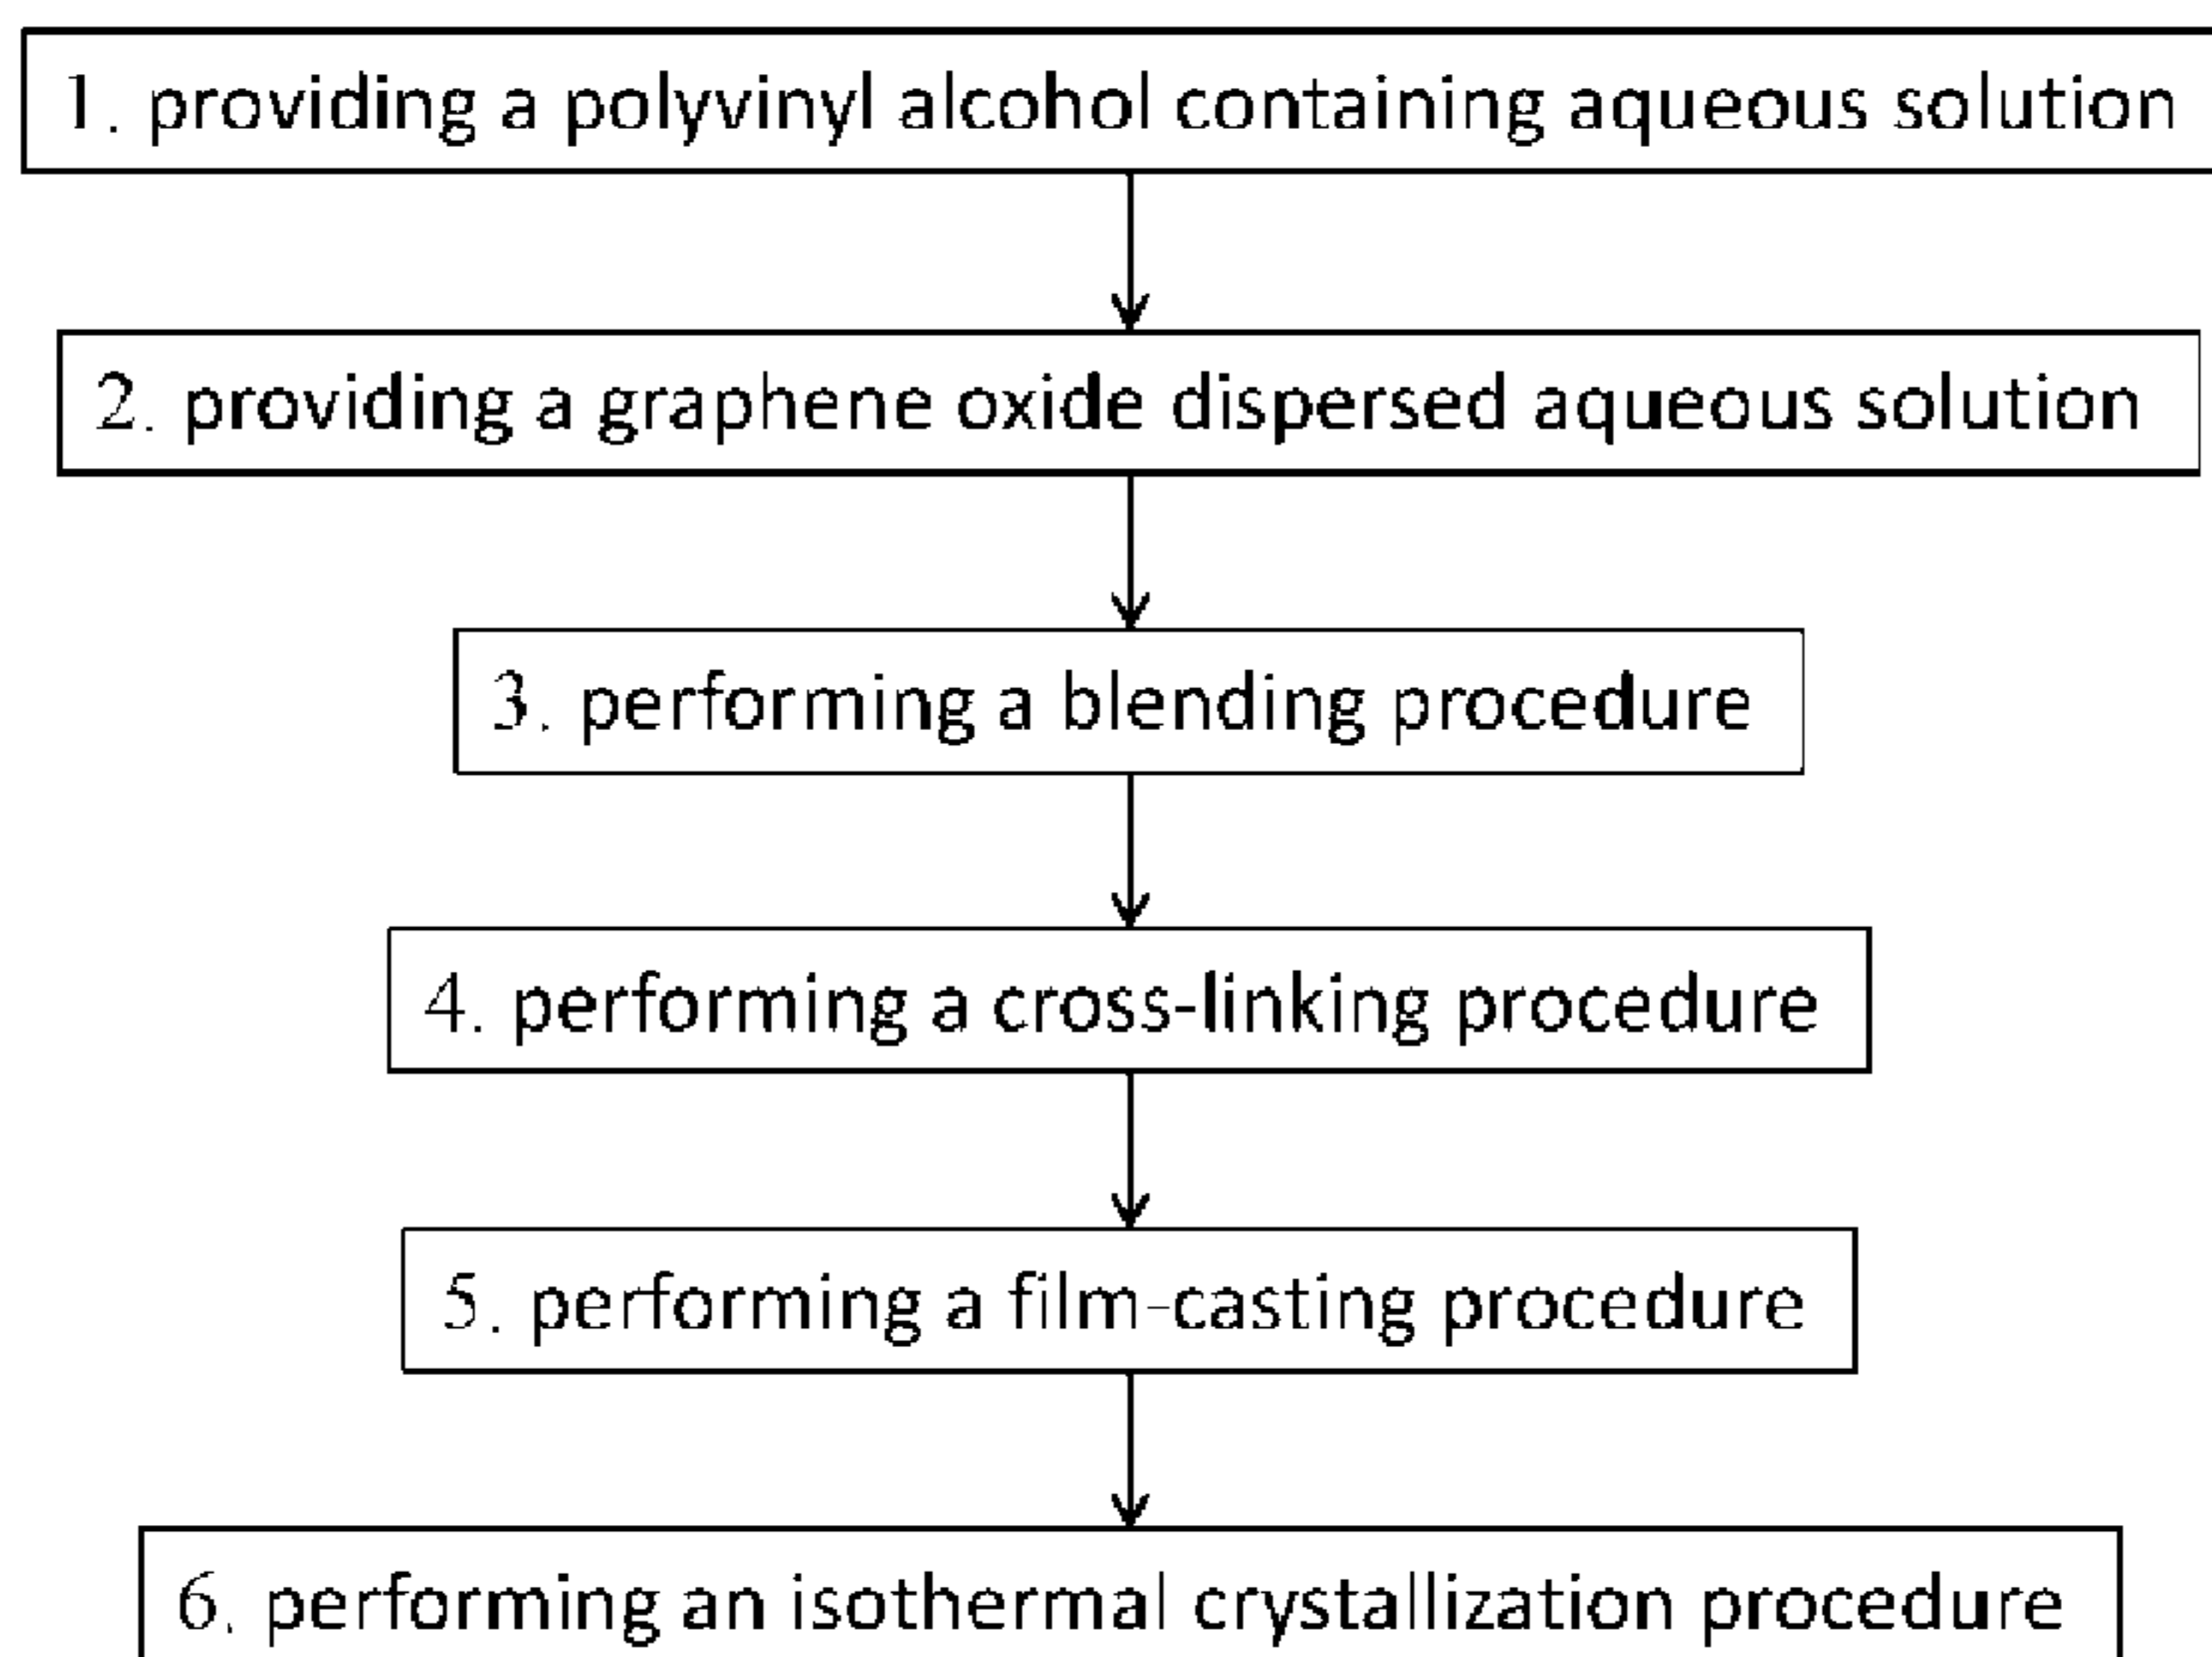 1. providing a polyvinyl alcohol containing aqueous solution
2. providing a graphene oxide dispersed aqueous solution
3. performing a blending procedure
4. performing a cross-linking procedure
5. performing a film-casting procedure
6. performing an isothermal crystallization procedure